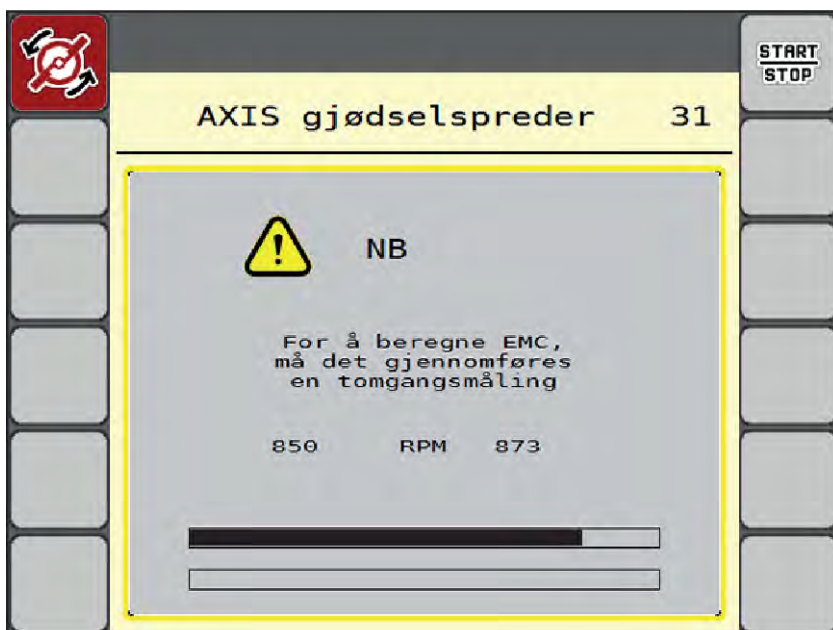 START
STOP
AXIS gjødselspreder 31
NB
For å beregne EMC,
må det gjennomføres
en tomgangsmåling
850 RPM 873